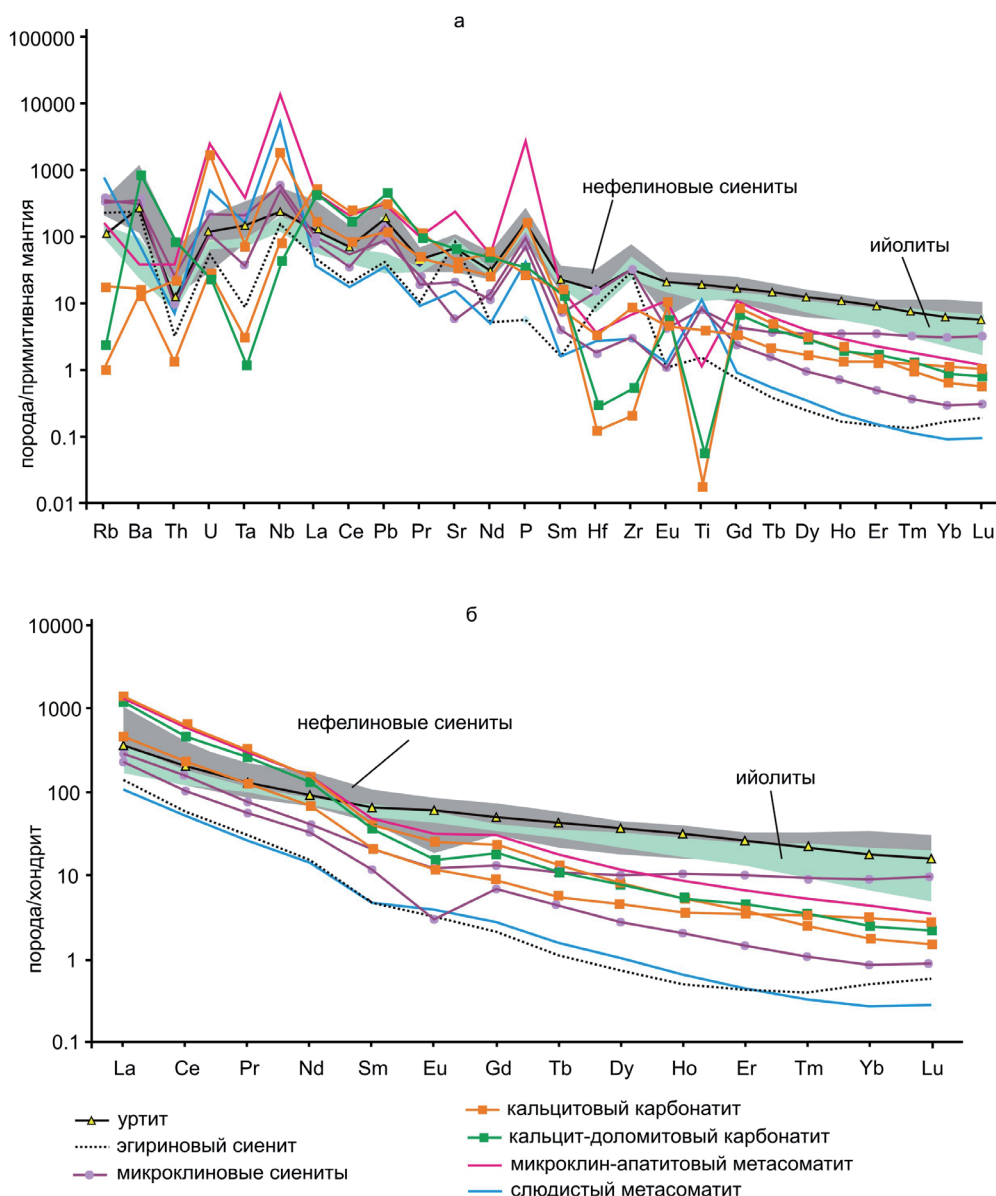 а
100000
10000
1000
100
10
1
0.1
0.01
порода/примитивная мантия
нефелиновые сиениты
ийолиты
Rb Ba Th U Ta Nb La Ce Pb Pr Sr Nd P Sm Hf Zr Eu Ti Gd Tb Dy Ho Er Tm Yb Lu
б
10000
1000
100
10
1
0.1
порода/хондрит
нефелиновые сиениты
ийолиты
La Ce Pr Nd Sm Eu Gd Tb Dy Ho Er Tm Yb Lu
уртит
эгириновый сиенит
микроклиновые сиениты
кальцитовый карбонатит
кальцит-доломитовый карбонатит
микроклин-апатитовый метасоматит
слюдистый метасоматит